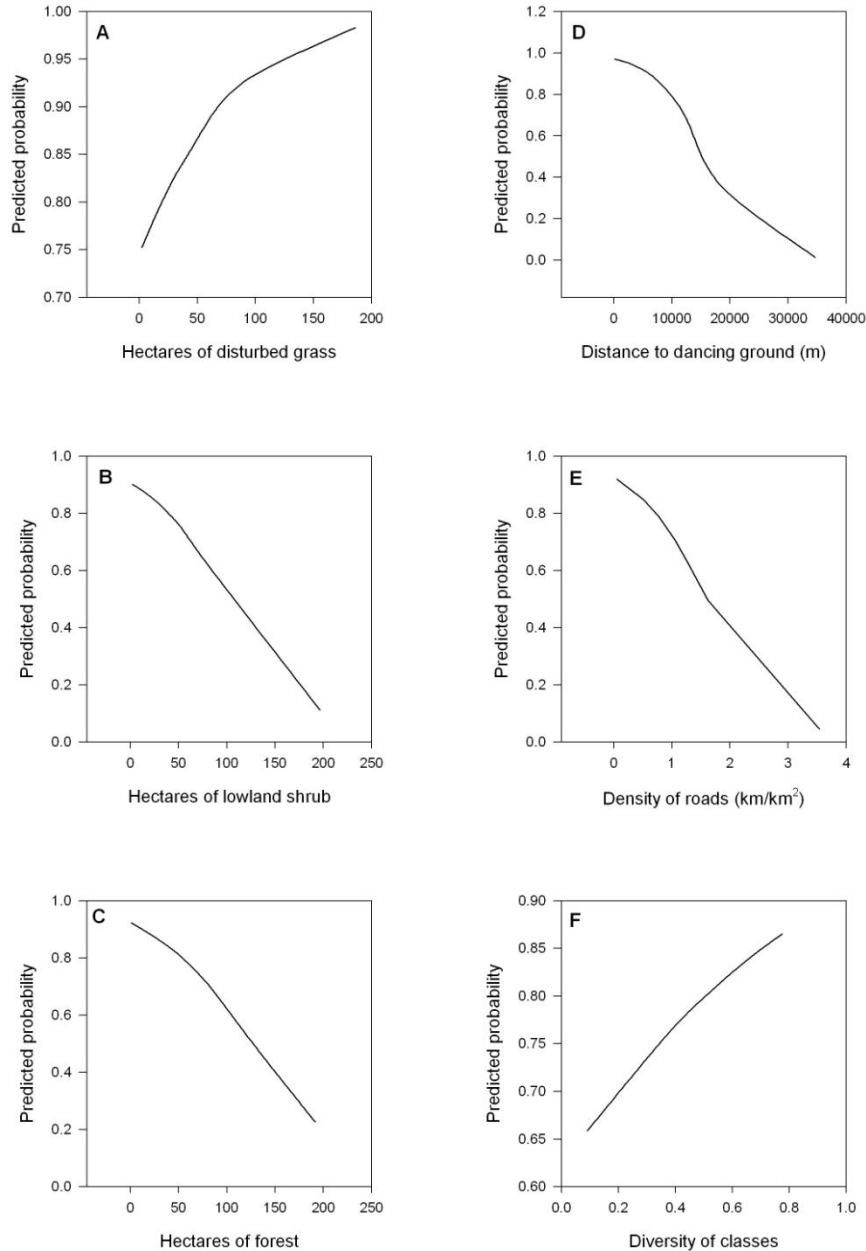 A
Predicted probability
1.00
0.95
0.90
0.85
0.80
0.75
0.70
0 50 100 150 200
Hectares of disturbed grass
D
Predicted probability
1.2
1.0
0.8
0.6
0.4
0.2
0.0
0 10000 20000 30000 40000
Distance to dancing ground (m)
B
Predicted probability
1.0
0.8
0.6
0.4
0.2
0.0
0 50 100 150 200 250
Hectares of lowland shrub
E
Predicted probability
1.0
0.8
0.6
0.4
0.2
0.0
0 1 2 3 4
Density of roads (km/km²)
C
Predicted probability
1.0
0.8
0.6
0.4
0.2
0.0
0 50 100 150 200 250
Hectares of forest
F
Predicted probability
0.90
0.85
0.80
0.75
0.70
0.65
0.60
0.0 0.2 0.4 0.6 0.8 1.0
Diversity of classes